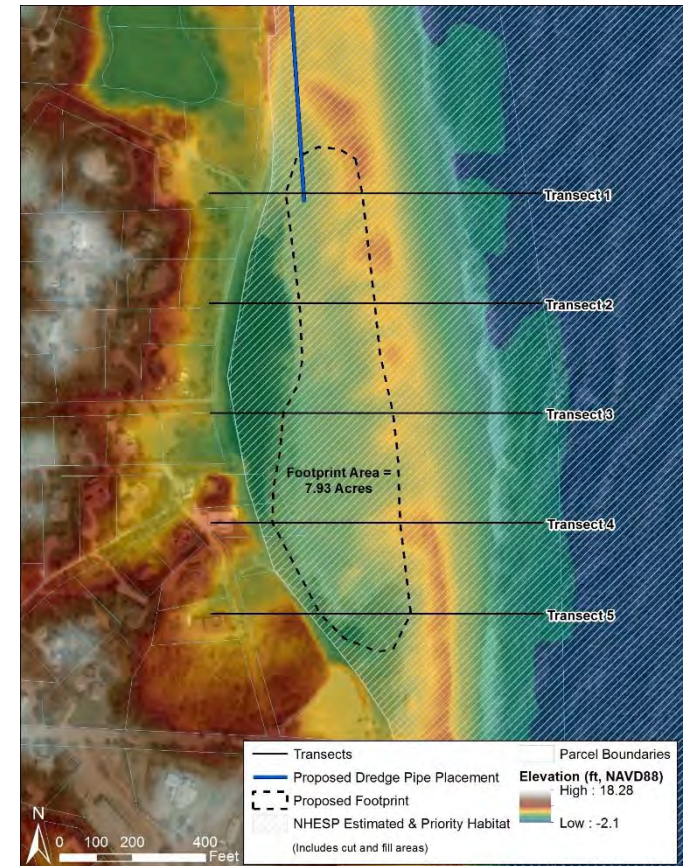 Transect 1
Transect 2
Transect 3
Footprint Area =
7.93 Acres
Transect 4
Transect 5
Transects
Proposed Dredge Pipe Placement
Proposed Footprint
NHESP Estimated & Priority Habitat
(Includes cut and fill areas)
Parcel Boundaries
Elevation (ft, NAVD88)
High : 18.28
Low : -2.1
N
0 100 200 400
Feet